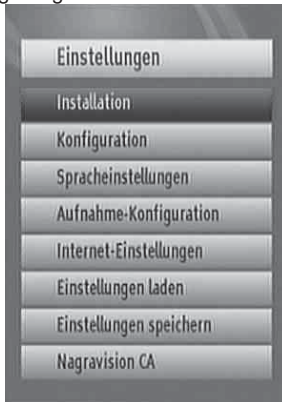 Einstellungen
Installation
Konfiguration
Spracheinstellungen
Aufnahme-Konfiguration
Internet-Einstellungen
Einstellungen laden
Einstellungen speichern
Nagravision CA